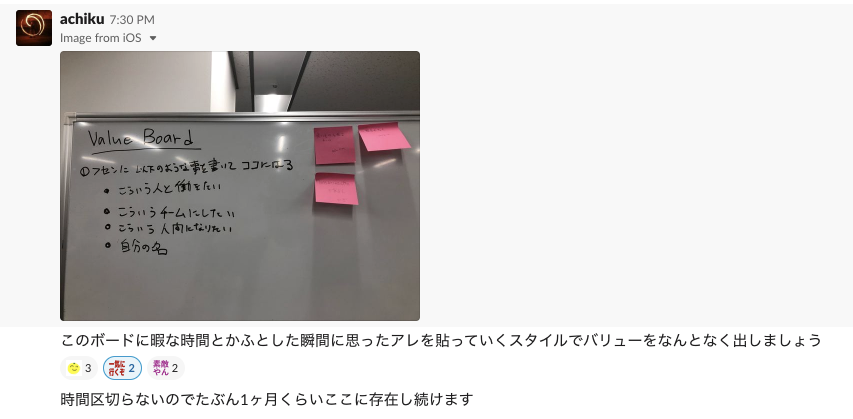 achiku 7:30 PM
Image from iOS
Value Board
① フセンに 以下のような事を書いて ココにはる
• こういう人と働きたい
• こういうチームにしたい
• こういう人間になりたい
• 自分の名
このボードに暇な時間とかふとした瞬間に思ったアレを貼っていくスタイルでバリューをなんとなく出しましょう
3 一気に行くぞ 2 素敵やん 2
時間区切らないのでたぶん1ヶ月くらいここに存在し続けます